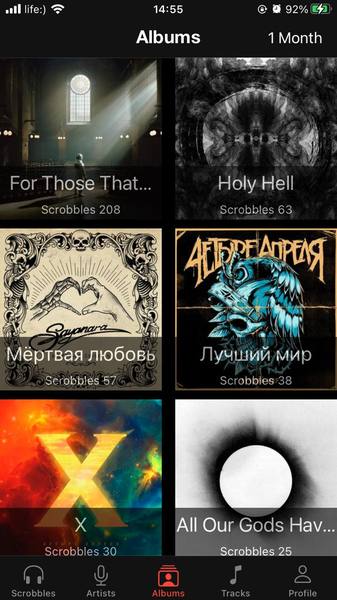 life:)
14:55
92%
Albums
1 Month
For Those That...
Scrobbles 208
Holy Hell
Scrobbles 63
Sayonara
Мёртвая любовь
Scrobbles 57
ЧЕТЫРЕ АПРЕЛЯ
Лучший мир
Scrobbles 38
X
X
Scrobbles 30
All Our Gods Hav...
Scrobbles 25
Scrobbles
Artists
Albums
Tracks
Profile